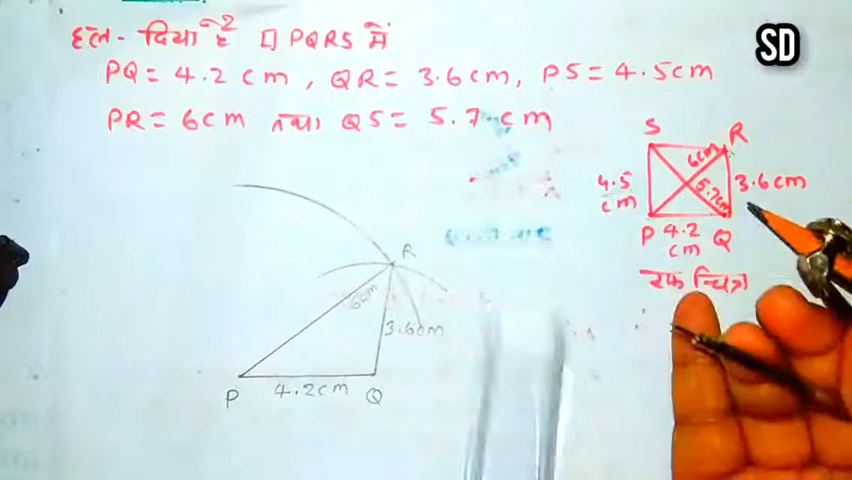 हल - दिया है □ PQRS में
PQ = 4.2 cm, QR = 3.6 cm, PS = 4.5 cm
PR = 6 cm तथा QS = 5.7 cm
SD
S R
6cm
4.5 cm
5.7cm
3.6 cm
P 4.2 cm Q
रफ चित्र
R
6cm
3.6cm
P 4.2cm Q